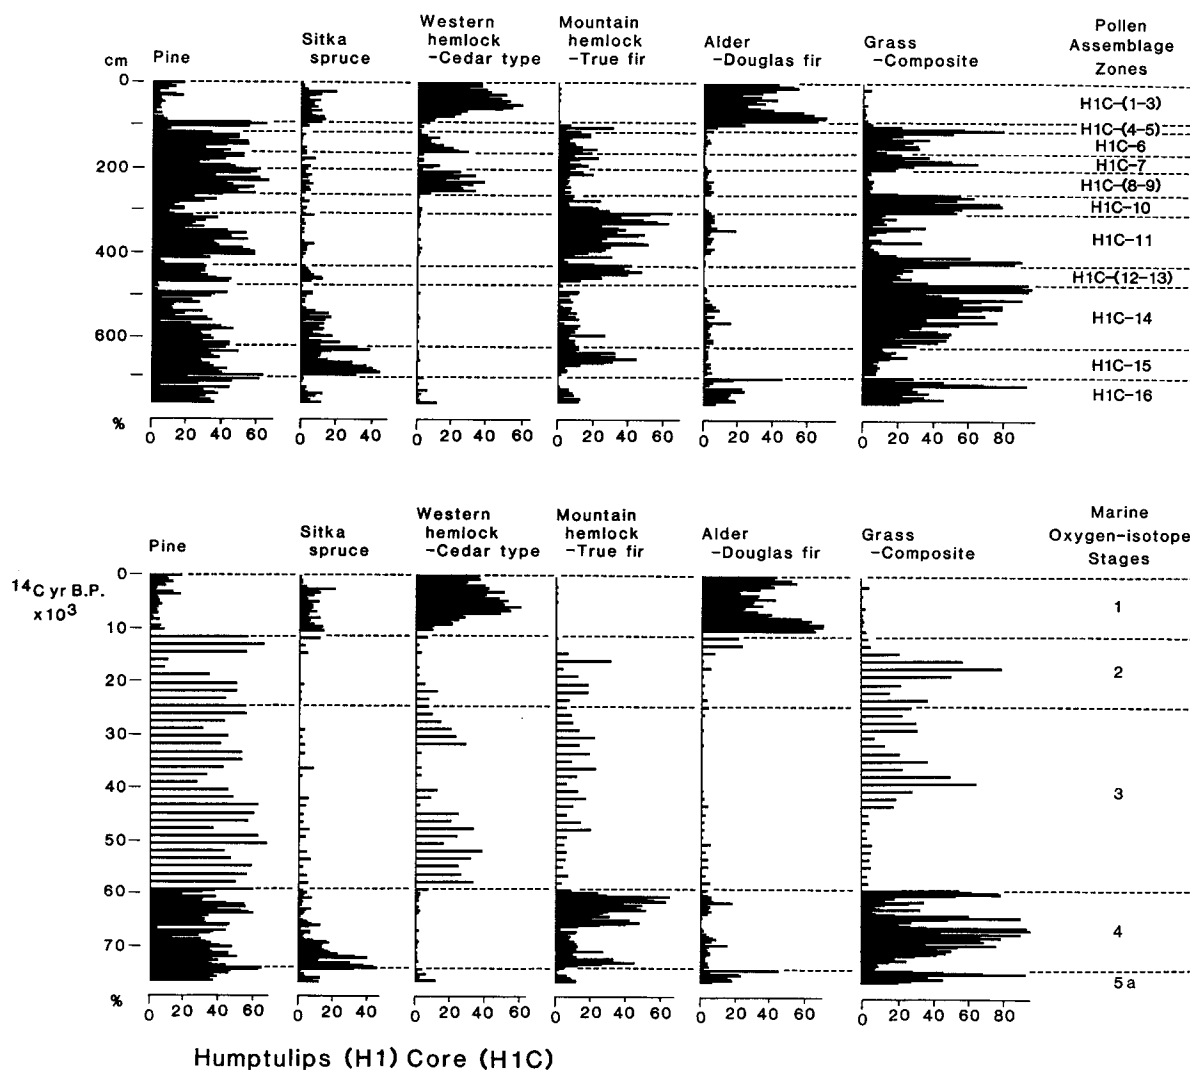 Pine
Sitka spruce
Western hemlock -Cedar type
Mountain hemlock -True fir
Alder -Douglas fir
Grass -Composite
Pollen Assemblage Zones
cm
0
200
400
600
H1C-(1-3)
H1C-(4-5)
H1C-6
H1C-7
H1C-(8-9)
H1C-10
H1C-11
H1C-(12-13)
H1C-14
H1C-15
H1C-16
%
0 20 40 60
0 20 40
0 20 40 60
0 20 40 60
0 20 40 60
0 20 40 60 80
Pine
Sitka spruce
Western hemlock -Cedar type
Mountain hemlock -True fir
Alder -Douglas fir
Grass -Composite
Marine Oxygen-isotope Stages
14C yr B.P. x103
0
10
20
30
40
50
60
70
1
2
3
4
5a
%
0 20 40 60
0 20 40
0 20 40 60
0 20 40 60
0 20 40 60
0 20 40 60 80
Humptulips (H1) Core (H1C)